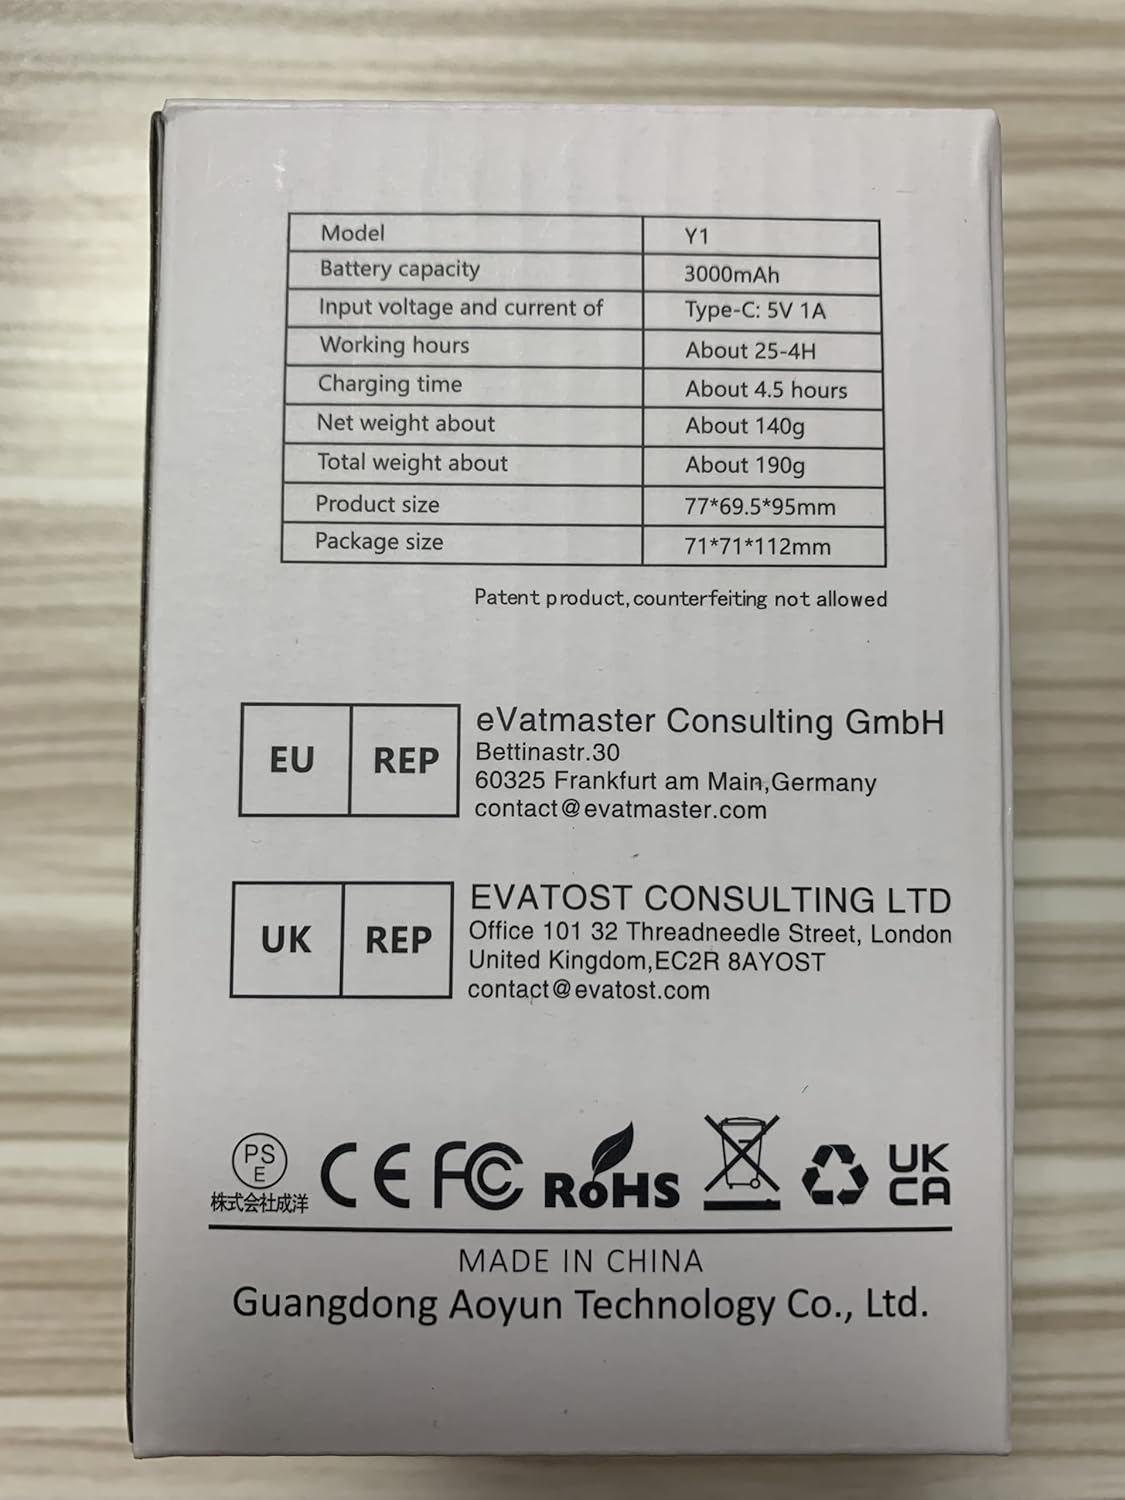 Model Y1
Battery capacity 3000mAh
Input voltage and current of Type-C: 5V 1A
Working hours About 25-4H
Charging time About 4.5 hours
Net weight about About 140g
Total weight about About 190g
Product size 77*69.5*95mm
Package size 71*71*112mm
Patent product, counterfeiting not allowed
EU REP
eVatmaster Consulting GmbH
Bettinastr.30
60325 Frankfurt am Main,Germany
contact@evatmaster.com
UK REP
EVATOST CONSULTING LTD
Office 101 32 Threadneedle Street, London
United Kingdom,EC2R 8AYOST
contact@evatost.com
PS
E
株式会社成洋
CE FC RoHS UK
CA
MADE IN CHINA
Guangdong Aoyun Technology Co., Ltd.